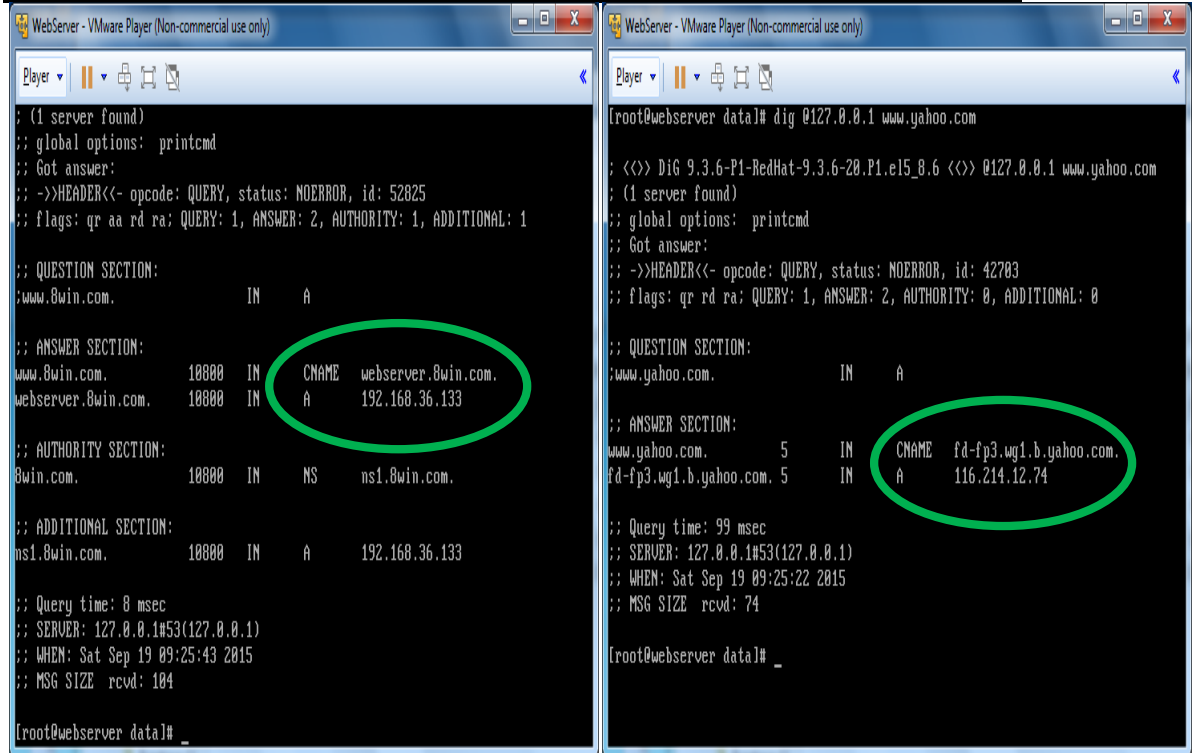 WebServer - VMware Player (Non-commercial use only)
Player
; (1 server found)
;; global options:  printcmd
;; Got answer:
;; ->>HEADER<<- opcode: QUERY, status: NOERROR, id: 52825
;; flags: qr aa rd ra; QUERY: 1, ANSWER: 2, AUTHORITY: 1, ADDITIONAL: 1
;; QUESTION SECTION:
;www.8win.com. IN A
;; ANSWER SECTION:
www.8win.com. 10800 IN CNAME webserver.8win.com.
webserver.8win.com. 10800 IN A 192.168.36.133
;; AUTHORITY SECTION:
8win.com. 10800 IN NS ns1.8win.com.
;; ADDITIONAL SECTION:
ns1.8win.com. 10800 IN A 192.168.36.133
;; Query time: 8 msec
;; SERVER: 127.0.0.1#53(127.0.0.1)
;; WHEN: Sat Sep 19 09:25:43 2015
;; MSG SIZE  rcvd: 104
[root@webserver data]# _
WebServer - VMware Player (Non-commercial use only)
Player
[root@webserver data]# dig @127.0.0.1 www.yahoo.com
; <<>> DiG 9.3.6-P1-RedHat-9.3.6-20.P1.el5_8.6 <<>> @127.0.0.1 www.yahoo.com
; (1 server found)
;; global options:  printcmd
;; Got answer:
;; ->>HEADER<<- opcode: QUERY, status: NOERROR, id: 42703
;; flags: qr rd ra; QUERY: 1, ANSWER: 2, AUTHORITY: 0, ADDITIONAL: 0
;; QUESTION SECTION:
;www.yahoo.com. IN A
;; ANSWER SECTION:
www.yahoo.com. 5 IN CNAME fd-fp3.wg1.b.yahoo.com.
fd-fp3.wg1.b.yahoo.com. 5 IN A 116.214.12.74
;; Query time: 99 msec
;; SERVER: 127.0.0.1#53(127.0.0.1)
;; WHEN: Sat Sep 19 09:25:22 2015
;; MSG SIZE  rcvd: 74
[root@webserver data]# _